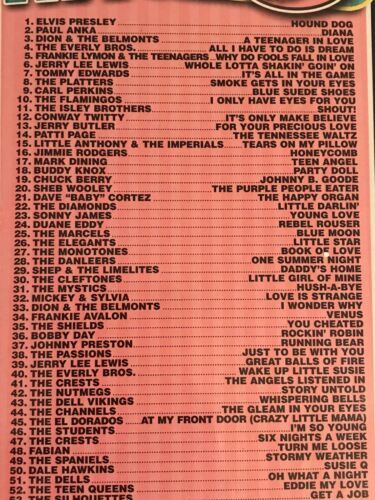 1. ELVIS PRESLEY HOUND DOG
2. PAUL ANKA DIANA
3. DION & THE BELMONTS A TEENAGER IN LOVE
4. THE EVERLY BROS. ALL I HAVE TO DO IS DREAM
5. FRANKIE LYMON & THE TEENAGERS WHY DO FOOLS FALL IN LOVE
6. JERRY LEE LEWIS WHOLE LOTTA SHAKIN' GOIN' ON
7. TOMMY EDWARDS IT'S ALL IN THE GAME
8. THE PLATTERS SMOKE GETS IN YOUR EYES
9. CARL PERKINS BLUE SUEDE SHOES
10. THE FLAMINGOS I ONLY HAVE EYES FOR YOU
11. THE ISLEY BROTHERS SHOUT!
12. CONWAY TWITTY IT'S ONLY MAKE BELIEVE
13. JERRY BUTLER FOR YOUR PRECIOUS LOVE
14. PATTI PAGE THE TENNESSEE WALTZ
15. LITTLE ANTHONY & THE IMPERIALS TEARS ON MY PILLOW
16. JIMMIE RODGERS HONEYCOMB
17. MARK DINING TEEN ANGEL
18. BUDDY KNOX PARTY DOLL
19. CHUCK BERRY JOHNNY B. GOODE
20. SHEB WOOLEY THE PURPLE PEOPLE EATER
21. DAVE "BABY" CORTEZ THE HAPPY ORGAN
22. THE DIAMONDS LITTLE DARLIN'
23. SONNY JAMES YOUNG LOVE
24. DUANE EDDY REBEL ROUSER
25. THE MARCELS BLUE MOON
26. THE ELEGANTS LITTLE STAR
27. THE MONOTONES BOOK OF LOVE
28. THE DANLEERS ONE SUMMER NIGHT
29. SHEP & THE LIMELITES DADDY'S HOME
30. THE CLEFTONES LITTLE GIRL OF MINE
31. THE MYSTICS HUSH-A-BYE
32. MICKEY & SYLVIA LOVE IS STRANGE
33. DION & THE BELMONTS I WONDER WHY
34. FRANKIE AVALON VENUS
35. THE SHIELDS YOU CHEATED
36. BOBBY DAY ROCKIN' ROBIN
37. JOHNNY PRESTON RUNNING BEAR
38. THE PASSIONS JUST TO BE WITH YOU
39. JERRY LEE LEWIS GREAT BALLS OF FIRE
40. THE EVERLY BROS. WAKE UP LITTLE SUSIE
41. THE CRESTS THE ANGELS LISTENED IN
42. THE NUTMEGS STORY UNTOLD
43. THE DELL VIKINGS WHISPERING BELLS
44. THE CHANNELS THE GLEAM IN YOUR EYES
45. THE EL DORADOS AT MY FRONT DOOR (CRAZY LITTLE MAMA)
46. THE STUDENTS I'M SO YOUNG
47. THE CRESTS SIX NIGHTS A WEEK
48. FABIAN TURN ME LOOSE
49. THE SPANIELS STORMY WEATHER
50. DALE HAWKINS SUSIE Q
51. THE DELLS OH WHAT A NIGHT
52. THE TEEN QUEENS EDDIE MY LOVE
53. THE SILHOUETTES GET A JOB